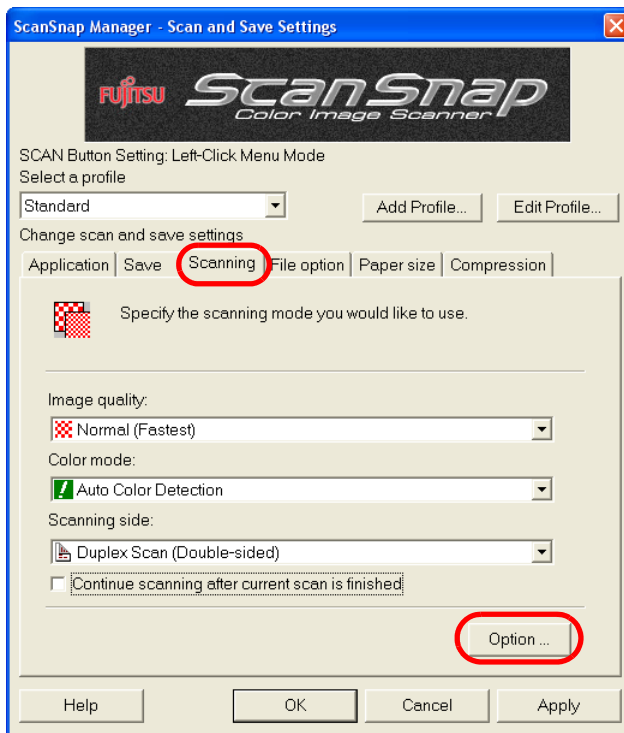 ScanSnap Manager - Scan and Save Settings
FUJITSU ScanSnap
Color Image Scanner
SCAN Button Setting: Left-Click Menu Mode
Select a profile
Standard Add Profile... Edit Profile...
Change scan and save settings
Application Save Scanning File option Paper size Compression
Specify the scanning mode you would like to use.
Image quality:
Normal (Fastest)
Color mode:
Auto Color Detection
Scanning side:
Duplex Scan (Double-sided)
Continue scanning after current scan is finished
Option ...
Help OK Cancel Apply